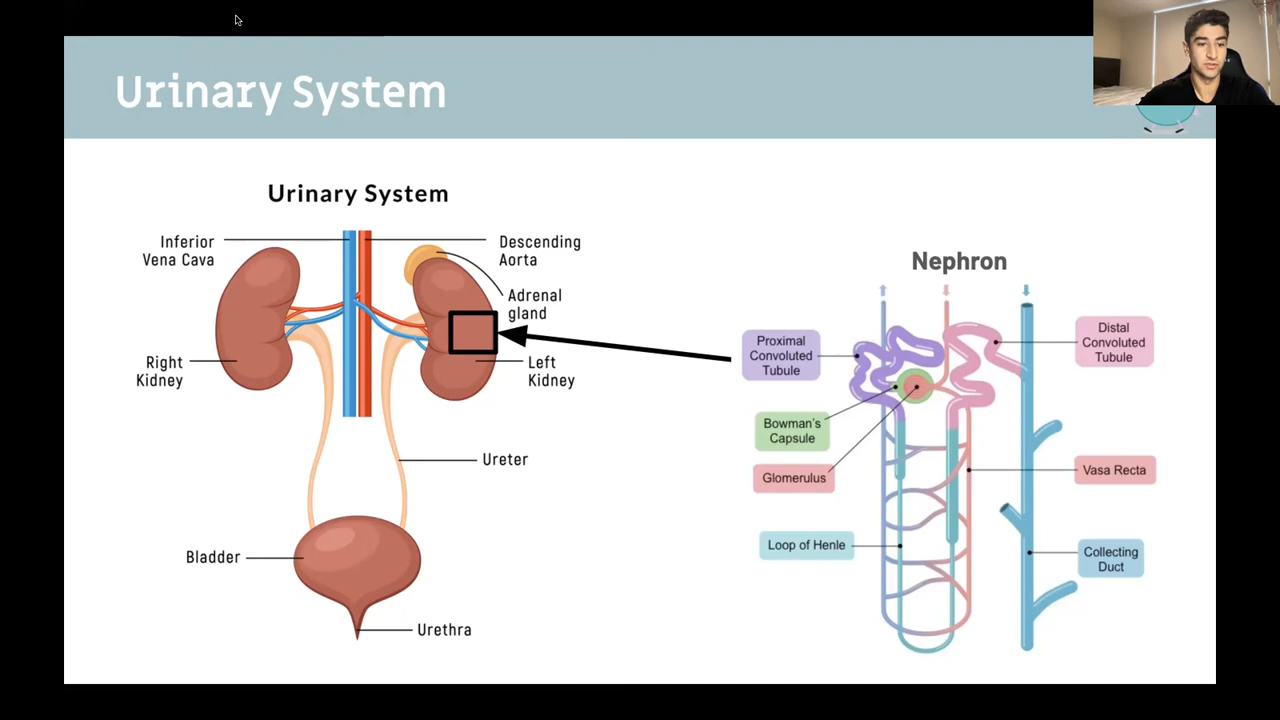 Urinary System
Urinary System
Inferior
Vena Cava
Descending
Aorta
Adrenal
gland
Right
Kidney
Left
Kidney
Ureter
Bladder
Urethra
Nephron
Proximal
Convoluted
Tubule
Distal
Convoluted
Tubule
Bowman's
Capsule
Glomerulus
Vasa Recta
Loop of Henle
Collecting
Duct